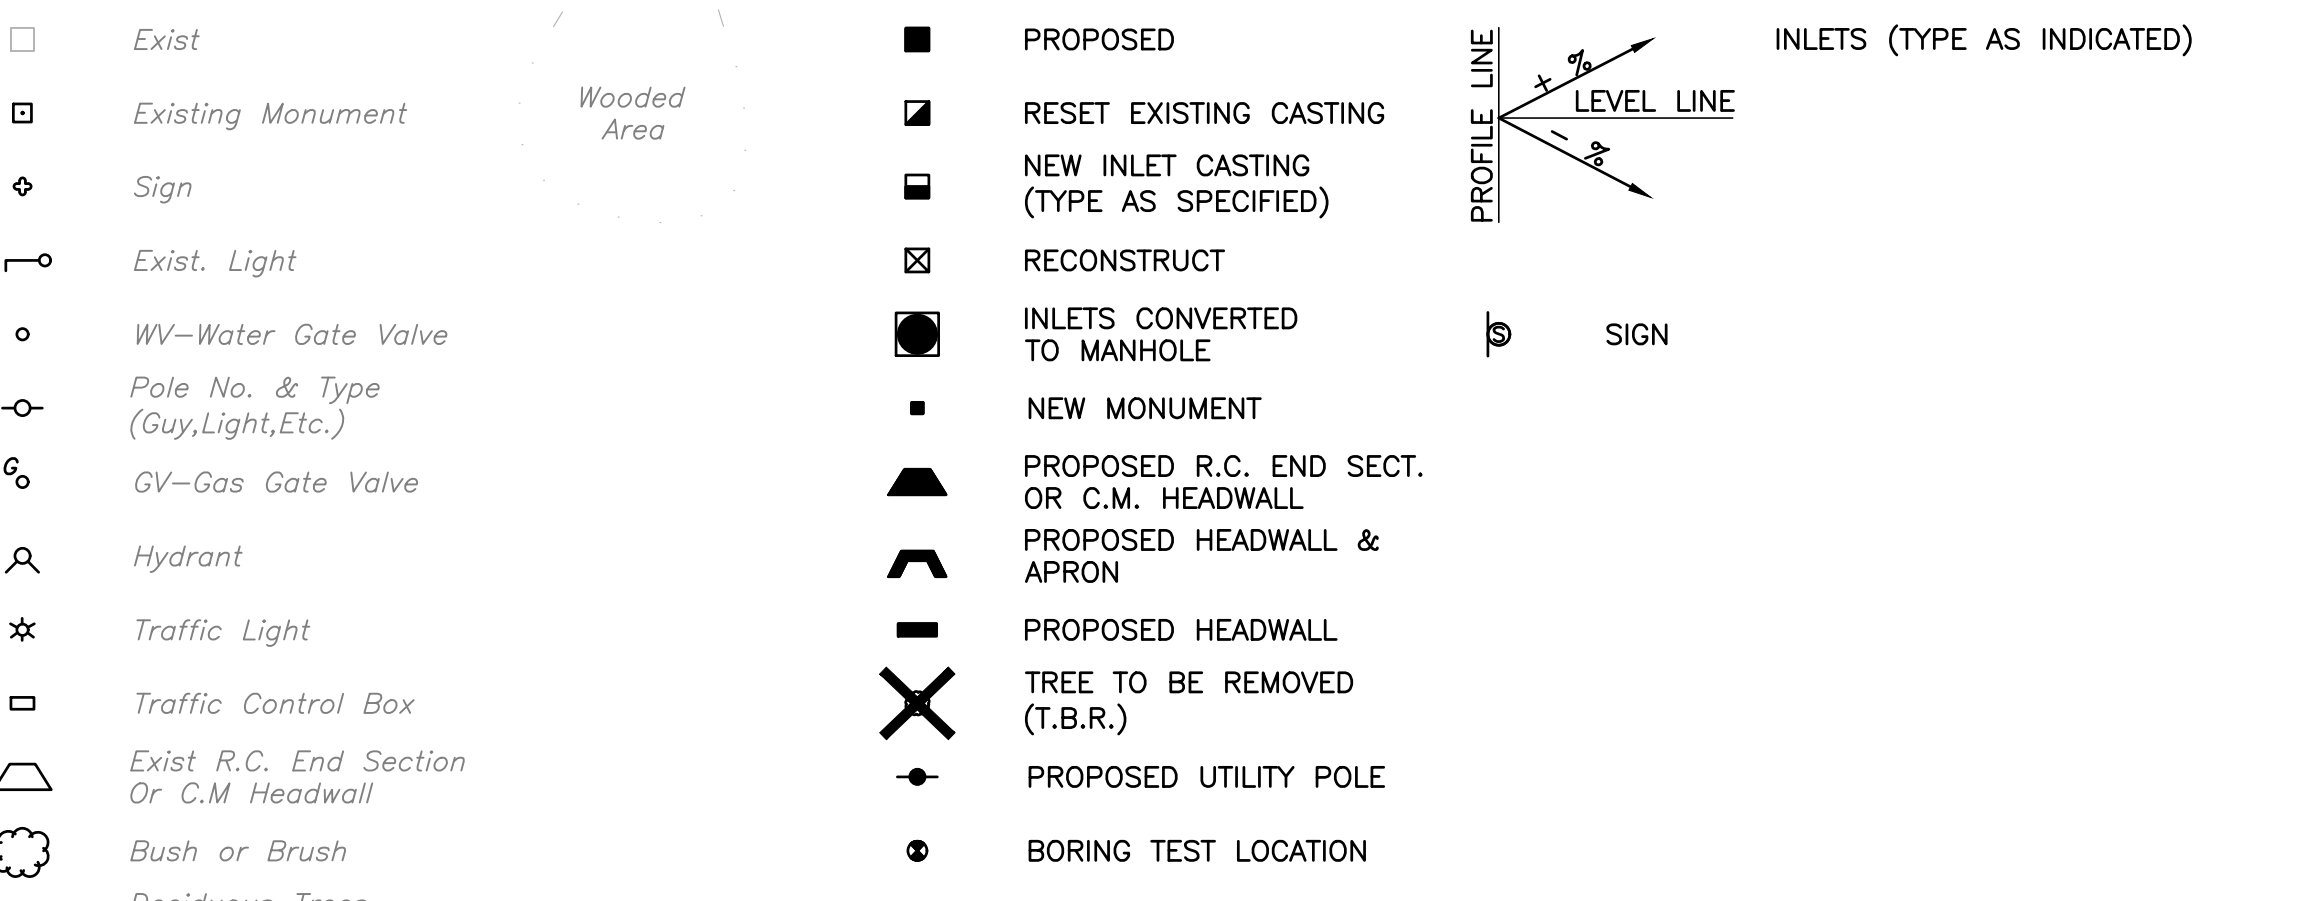 Exist
Existing Monument
Sign
Exist. Light
WV-Water Gate Valve
Pole No. & Type
(Guy,Light,Etc.)
G
GV-Gas Gate Valve
Hydrant
Traffic Light
Traffic Control Box
Exist R.C. End Section
Or C.M Headwall
Bush or Brush
Deciduous Trees
Wooded
Area
PROPOSED
RESET EXISTING CASTING
NEW INLET CASTING
(TYPE AS SPECIFIED)
RECONSTRUCT
INLETS CONVERTED
TO MANHOLE
NEW MONUMENT
PROPOSED R.C. END SECT.
OR C.M. HEADWALL
PROPOSED HEADWALL &
APRON
PROPOSED HEADWALL
TREE TO BE REMOVED
(T.B.R.)
PROPOSED UTILITY POLE
BORING TEST LOCATION
PROFILE LINE
+ %
LEVEL LINE
- %
S
SIGN
INLETS (TYPE AS INDICATED)